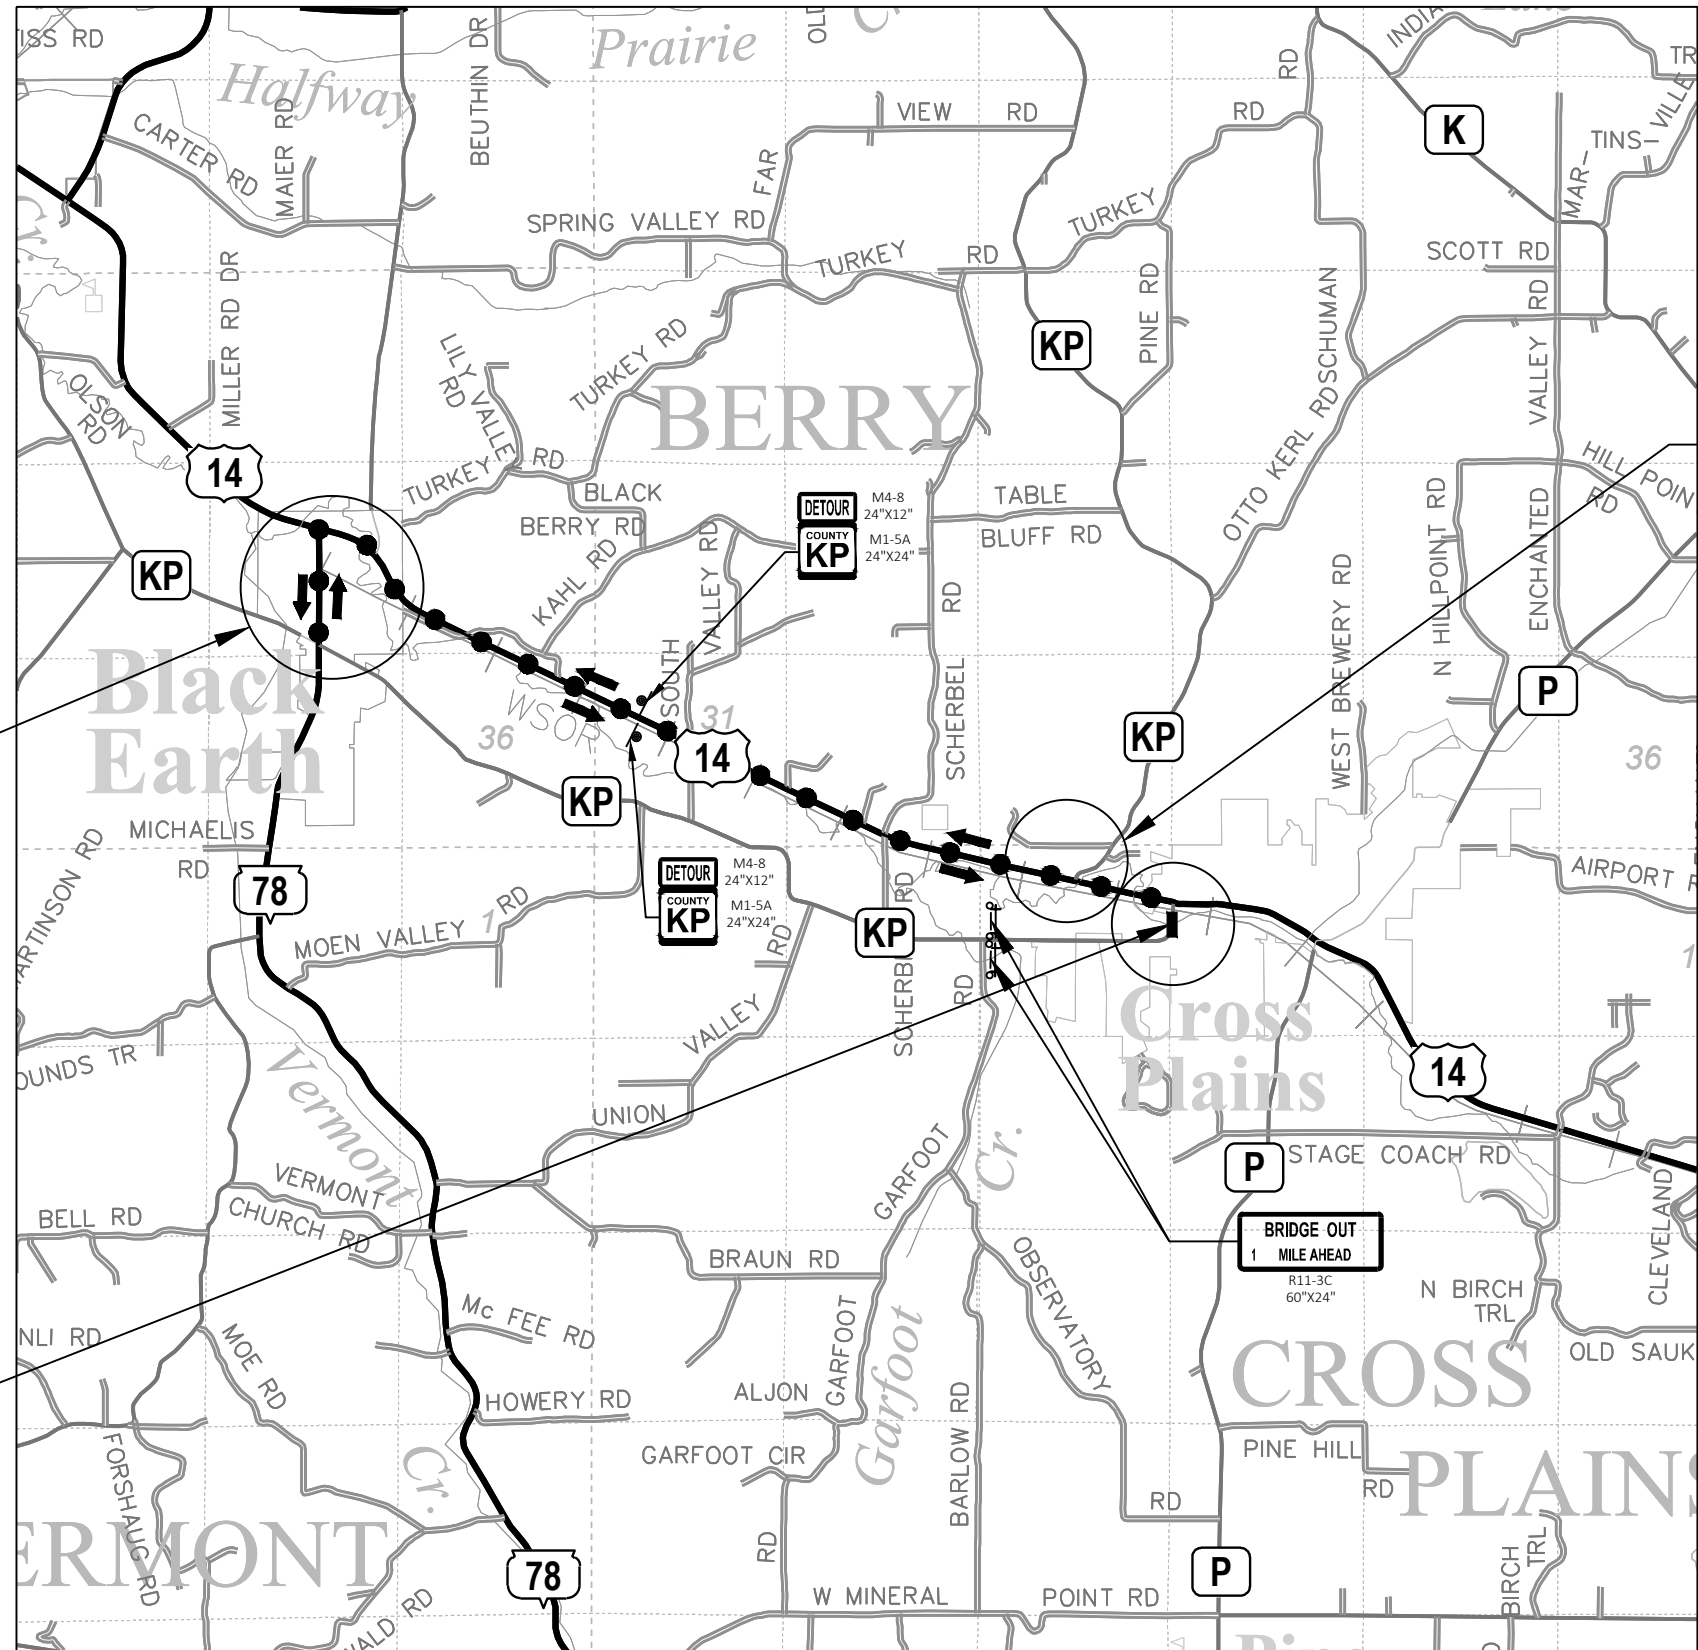 ISS RD
Halfway
Prairie
BEUTHIN DR
CARTER RD
MAIER RD
VIEW RD
FAR
RD
RD
INDIA
TR
K
MAR-
TINS-
VILLE
SPRING VALLEY RD
TURKEY
RD
TURKEY
SCOTT RD
Cr.
MILLER RD DR
OLSON
RD
LILY VALLE
RD
TURKEY RD
BERRY
KP
PINE RD
SCHUMAN
OTTO KERL RD
VALLEY RD
ENCHANTED
HILL POIN
RD
N HILLPOINT RD
14
TURKEY RD
BLACK
BERRY RD
DETOUR
M4-8
24"X12"
COUNTY
KP
M1-5A
24"X24"
TABLE
BLUFF RD
KP
KAHL RD
VALLEY RD
SOUTH
RD
SCHERBEL
WEST BREWERY RD
P
Black
Earth
WSOR
36
31
14
KP
36
KP
MICHAELIS
RD
78
MARTINSON RD
1
MOEN VALLEY RD
DETOUR
M4-8
24"X12"
COUNTY
KP
M1-5A
24"X24"
KP
RD
AIRPORT R
1
VALLEY
RD
Cross
Plains
14
OUNDS TR
Vermont
UNION
GARFOOT
Cr.
P
STAGE COACH RD
VERMONT
CHURCH RD
BELL RD
BRAUN RD
OBSERVATORY
BRIDGE OUT
1 MILE AHEAD
R11-3C
60"X24"
CLEVELAND
N BIRCH
TRL
NLI RD
MOE RD
Mc FEE RD
GARFOOT
Garfoot
CROSS
OLD SAUK
HOWERY RD
ALJON
BARLOW RD
PLAINS
FORSHAUG RD
Cr.
GARFOOT CIR
PINE HILL
RD
RD
ERMONT
78
RD
P
BIRCH
TRL
WALD RD
W MINERAL POINT RD